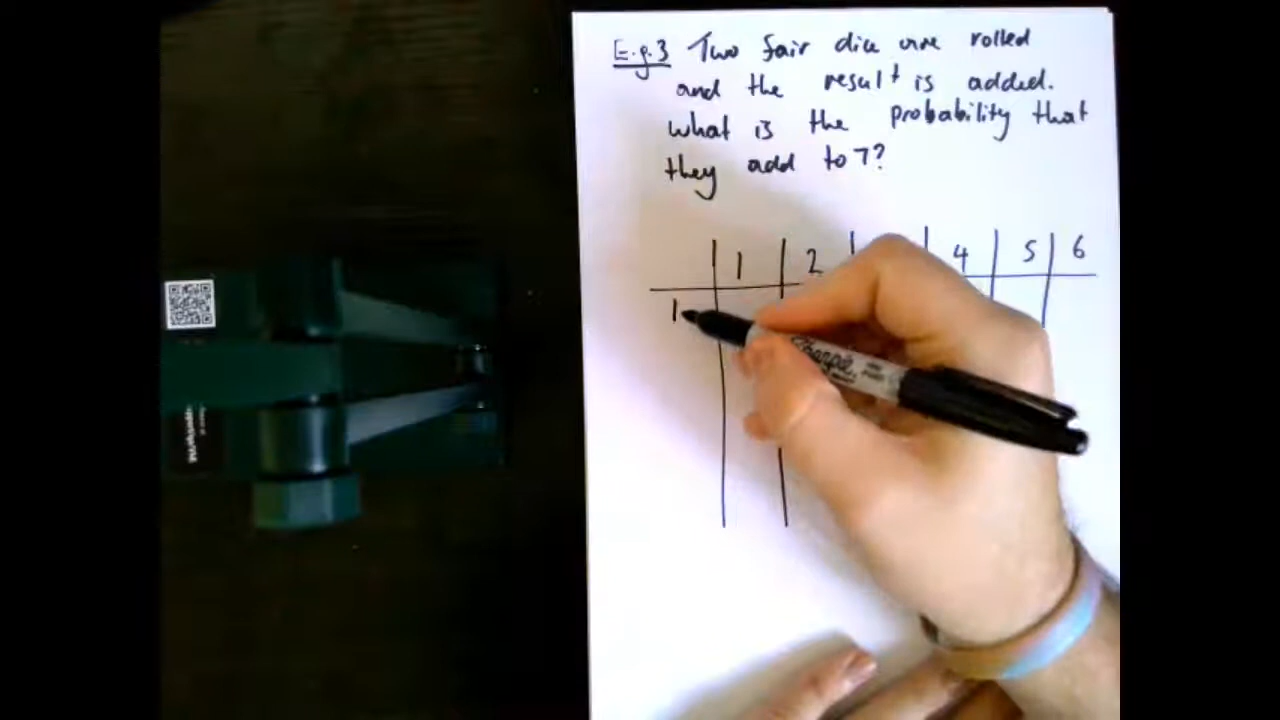 E.g.3 Two fair dice are rolled
and the result is added.
what is the probability that
they add to 7?
1 2 4 5 6
1
Sharpie